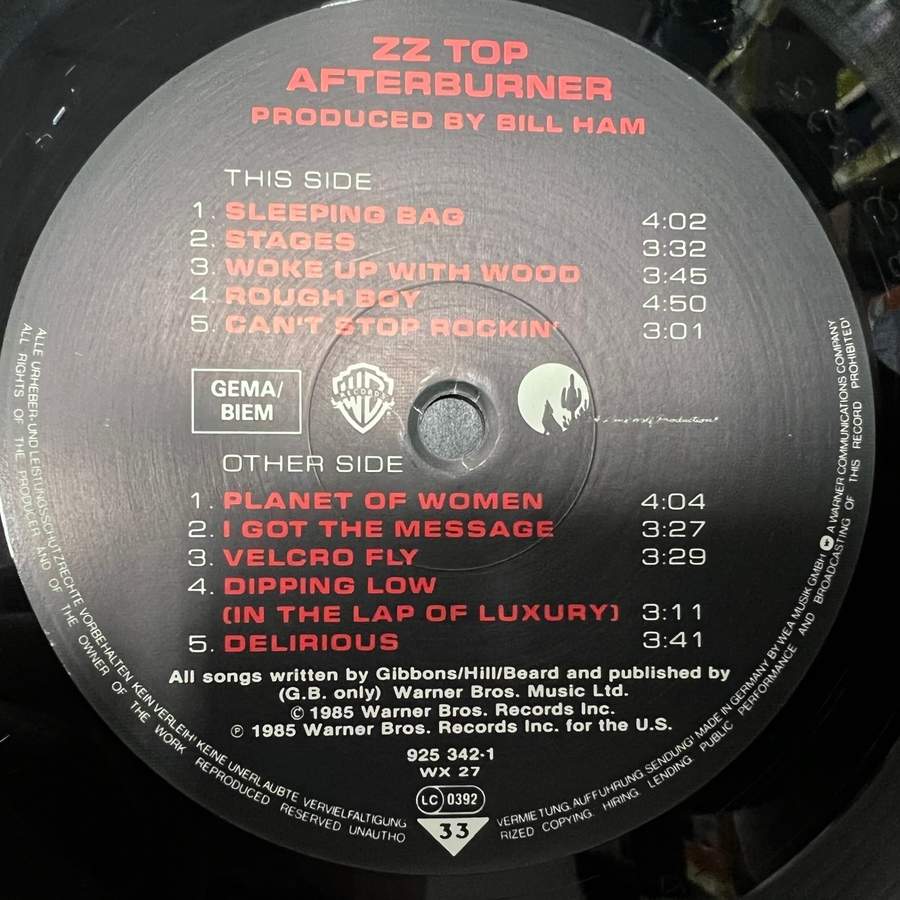 ZZ TOP
AFTERBURNER
PRODUCED BY BILL HAM
THIS SIDE
1. SLEEPING BAG 4:02
2. STAGES 3:32
3. WOKE UP WITH WOOD 3:45
4. ROUGH BOY 4:50
5. CAN'T STOP ROCKIN' 3:01
GEMA/
BIEM
WB
RECORDS
OTHER SIDE
1. PLANET OF WOMEN 4:04
2. I GOT THE MESSAGE 3:27
3. VELCRO FLY 3:29
4. DIPPING LOW
(IN THE LAP OF LUXURY) 3:11
5. DELIRIOUS 3:41
All songs written by Gibbons/Hill/Beard and published by
(G.B. only) Warner Bros. Music Ltd.
© 1985 Warner Bros. Records Inc.
℗ 1985 Warner Bros. Records Inc. for the U.S.
925 342-1
WX 27
LC 0392
33
ALLE URHEBER-UND LEISTUNGSSCHUTZRECHTE VORBEHALTEN KEIN VERLEIH' KEINE UNERLAUBTE VERVIELFALTIGUNG
VERMIETUNG. AUFFUHRUNG. SENDUNG' MADE IN GERMANY BY WEA MUSIK GMBH A WARNER COMMUNICATIONS COMPANY
ALL RIGHTS OF THE PRODUCER AND OF THE OWNER OF THE WORK REPRODUCED RESERVED UNAUTHO
RIZED COPYING. HIRING. LENDING. PUBLIC PERFORMANCE AND BROADCASTING OF THIS RECORD PROHIBITED'